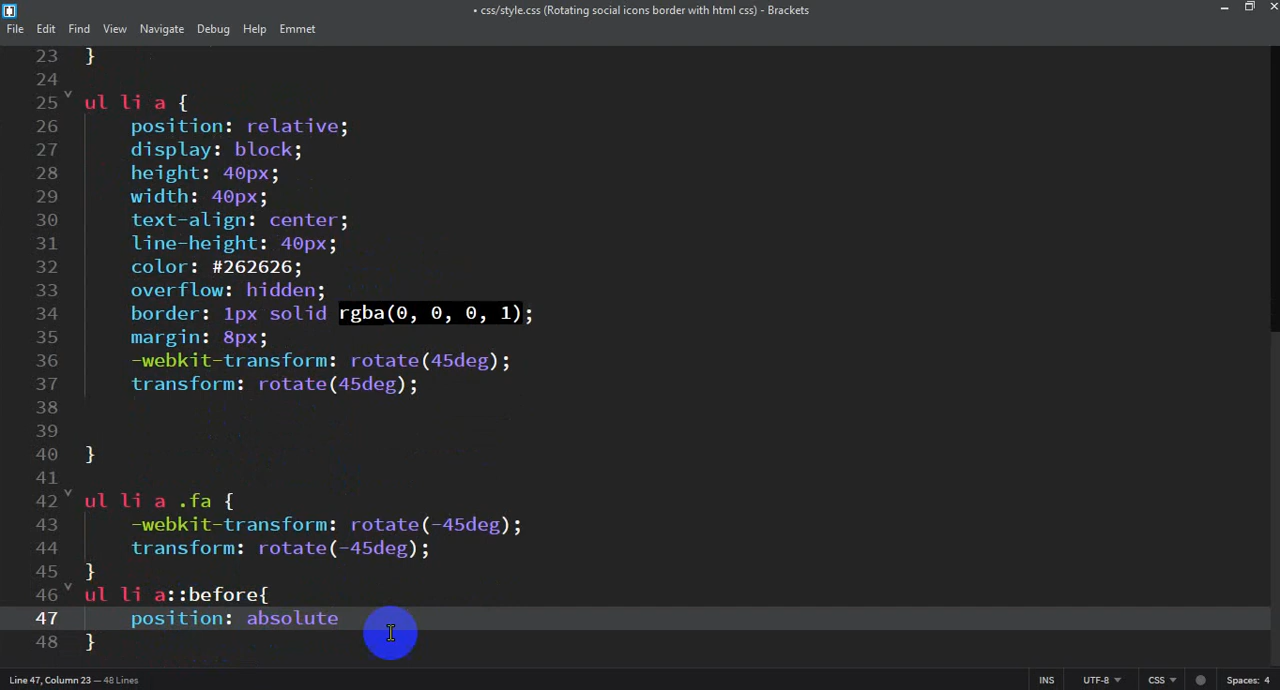 • css/style.css (Rotating social icons border with html css) - Brackets
File Edit Find View Navigate Debug Help Emmet
23 }
24
25 ul li a {
26 position: relative;
27 display: block;
28 height: 40px;
29 width: 40px;
30 text-align: center;
31 line-height: 40px;
32 color: #262626;
33 overflow: hidden;
34 border: 1px solid rgba(0, 0, 0, 1);
35 margin: 8px;
36 -webkit-transform: rotate(45deg);
37 transform: rotate(45deg);
38
39
40 }
41
42 ul li a .fa {
43 -webkit-transform: rotate(-45deg);
44 transform: rotate(-45deg);
45 }
46 ul li a::before{
47 position: absolute
48 }
Line 47, Column 23 — 48 Lines INS UTF-8 CSS Spaces: 4